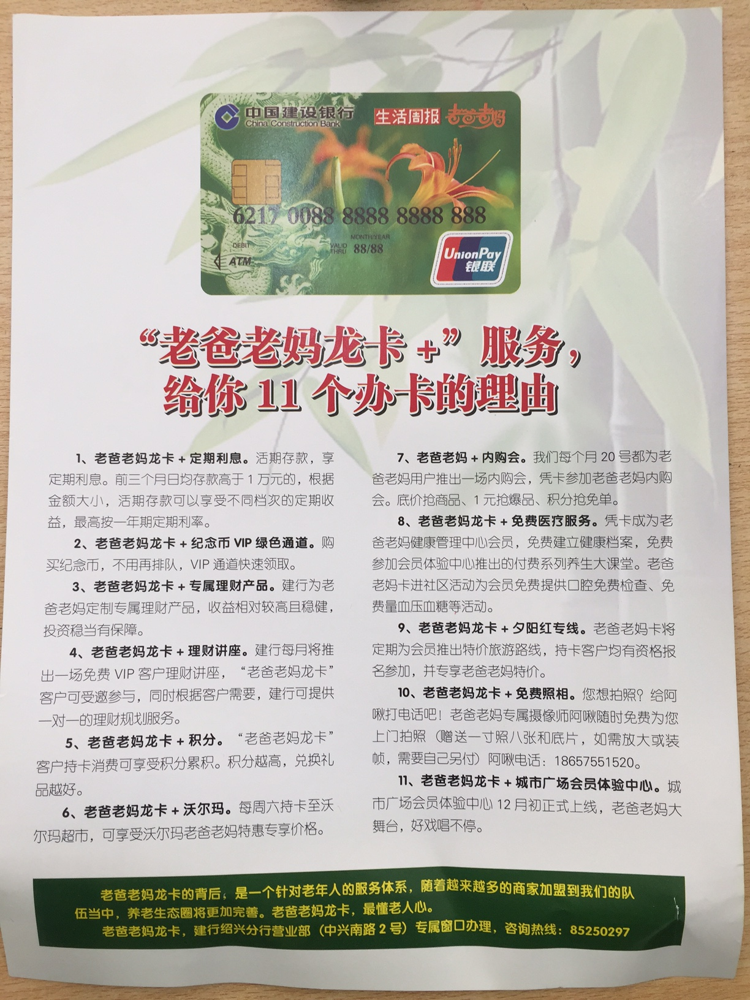 中国建设银行
China Construction Bank
生活周报 老爸老妈
6217 0088 8888 8888 888
MONTH/YEAR
DEBIT
VALID THRU 88/88
ATM
UnionPay
银联
“老爸老妈龙卡 +”服务，
给你 11 个办卡的理由
1、老爸老妈龙卡 + 定期利息。活期存款，享
定期利息。前三个月日均存款高于 1 万元的，根据
金额大小，活期存款可以享受不同档次的定期收
益，最高按一年期定期利率。
2、老爸老妈龙卡 + 纪念币 VIP 绿色通道。购
买纪念币，不用再排队，VIP 通道快速领取。
3、老爸老妈龙卡 + 专属理财产品。建行为老
爸老妈定制专属理财产品，收益相对较高且稳健，
投资稳当有保障。
4、老爸老妈龙卡 + 理财讲座。建行每月将推
出一场免费 VIP 客户理财讲座，“老爸老妈龙卡”
客户可受邀参与，同时根据客户需要，建行可提供
一对一的理财规划服务。
5、老爸老妈龙卡 + 积分。“老爸老妈龙卡”
客户持卡消费可享受积分累积。积分越高，兑换礼
品越好。
6、老爸老妈龙卡 + 沃尔玛。每周六持卡至沃
尔玛超市，可享受沃尔玛老爸老妈特惠专享价格。
7、老爸老妈 + 内购会。我们每个月 20 号都为老
爸老妈用户推出一场内购会，凭卡参加老爸老妈内购
会。底价抢商品、1 元抢爆品、积分抢免单。
8、老爸老妈龙卡 + 免费医疗服务。凭卡成为老
爸老妈健康管理中心会员，免费建立健康档案，免费
参加会员体验中心推出的付费系列养生大课堂。老爸
老妈卡进社区活动为会员免费提供口腔免费检查、免
费量血压血糖等活动。
9、老爸老妈龙卡 + 夕阳红专线。老爸老妈卡将
定期为会员推出特价旅游路线，持卡客户均有资格报
名参加，并专享老爸老妈特价。
10、老爸老妈龙卡 + 免费照相。您想拍照？给阿
啾打电话吧！老爸老妈专属摄像师阿啾随时免费为您
上门拍照（赠送一寸照八张和底片，如需放大或装
帧，需要自己另付）阿啾电话：18657551520。
11、老爸老妈龙卡 + 城市广场会员体验中心。城
市广场会员体验中心 12 月初正式上线，老爸老妈大
舞台，好戏唱不停。
老爸老妈龙卡的背后，是一个针对老年人的服务体系，随着越来越多的商家加盟到我们的队
伍当中，养老生态圈将更加完善。老爸老妈龙卡，最懂老人心。
老爸老妈龙卡，建行绍兴分行营业部（中兴南路 2 号）专属窗口办理，咨询热线：85250297